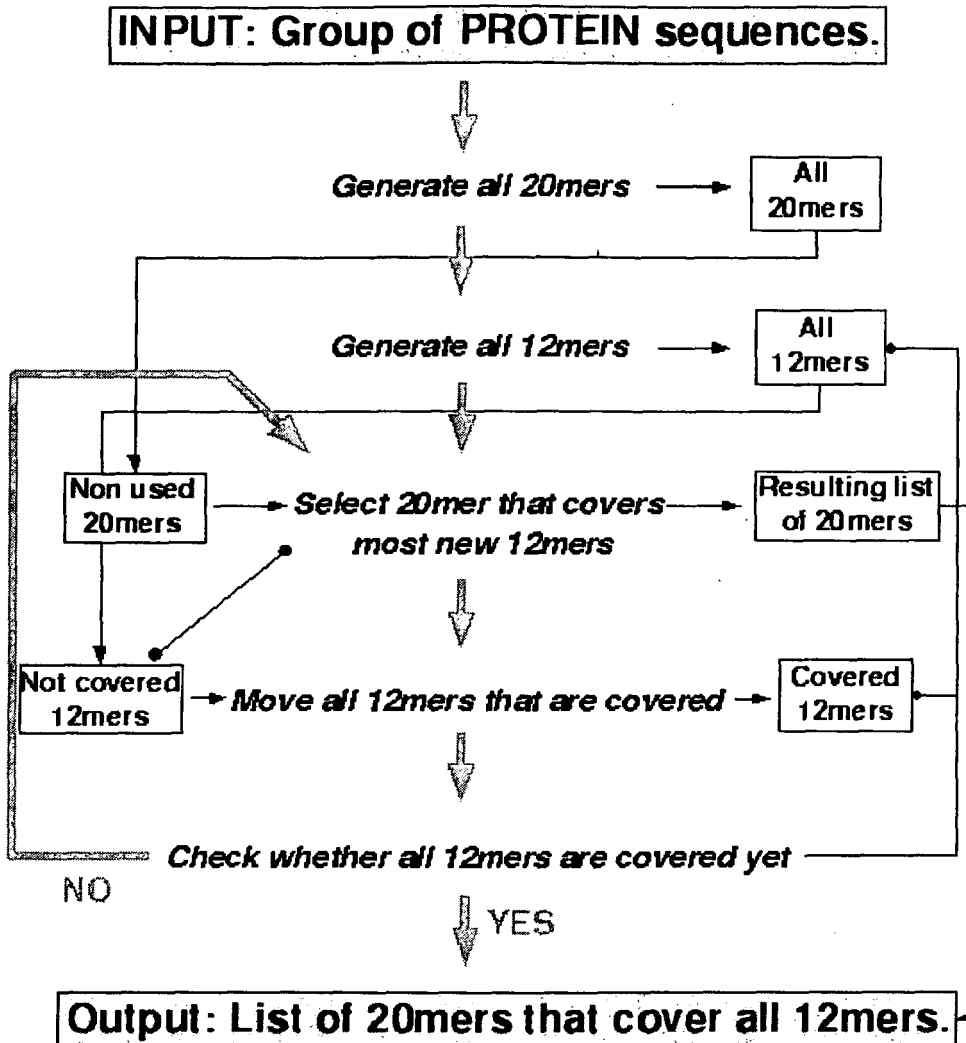 INPUT: Group of PROTEIN sequences.
Generate all 20mers
All
20mers
Generate all 12mers
All
12mers
Non used
20mers
Select 20mer that covers
most new 12mers
Resulting list
of 20mers
Not covered
12mers
Move all 12mers that are covered
Covered
12mers
Check whether all 12mers are covered yet
NO
YES
Output: List of 20mers that cover all 12mers.